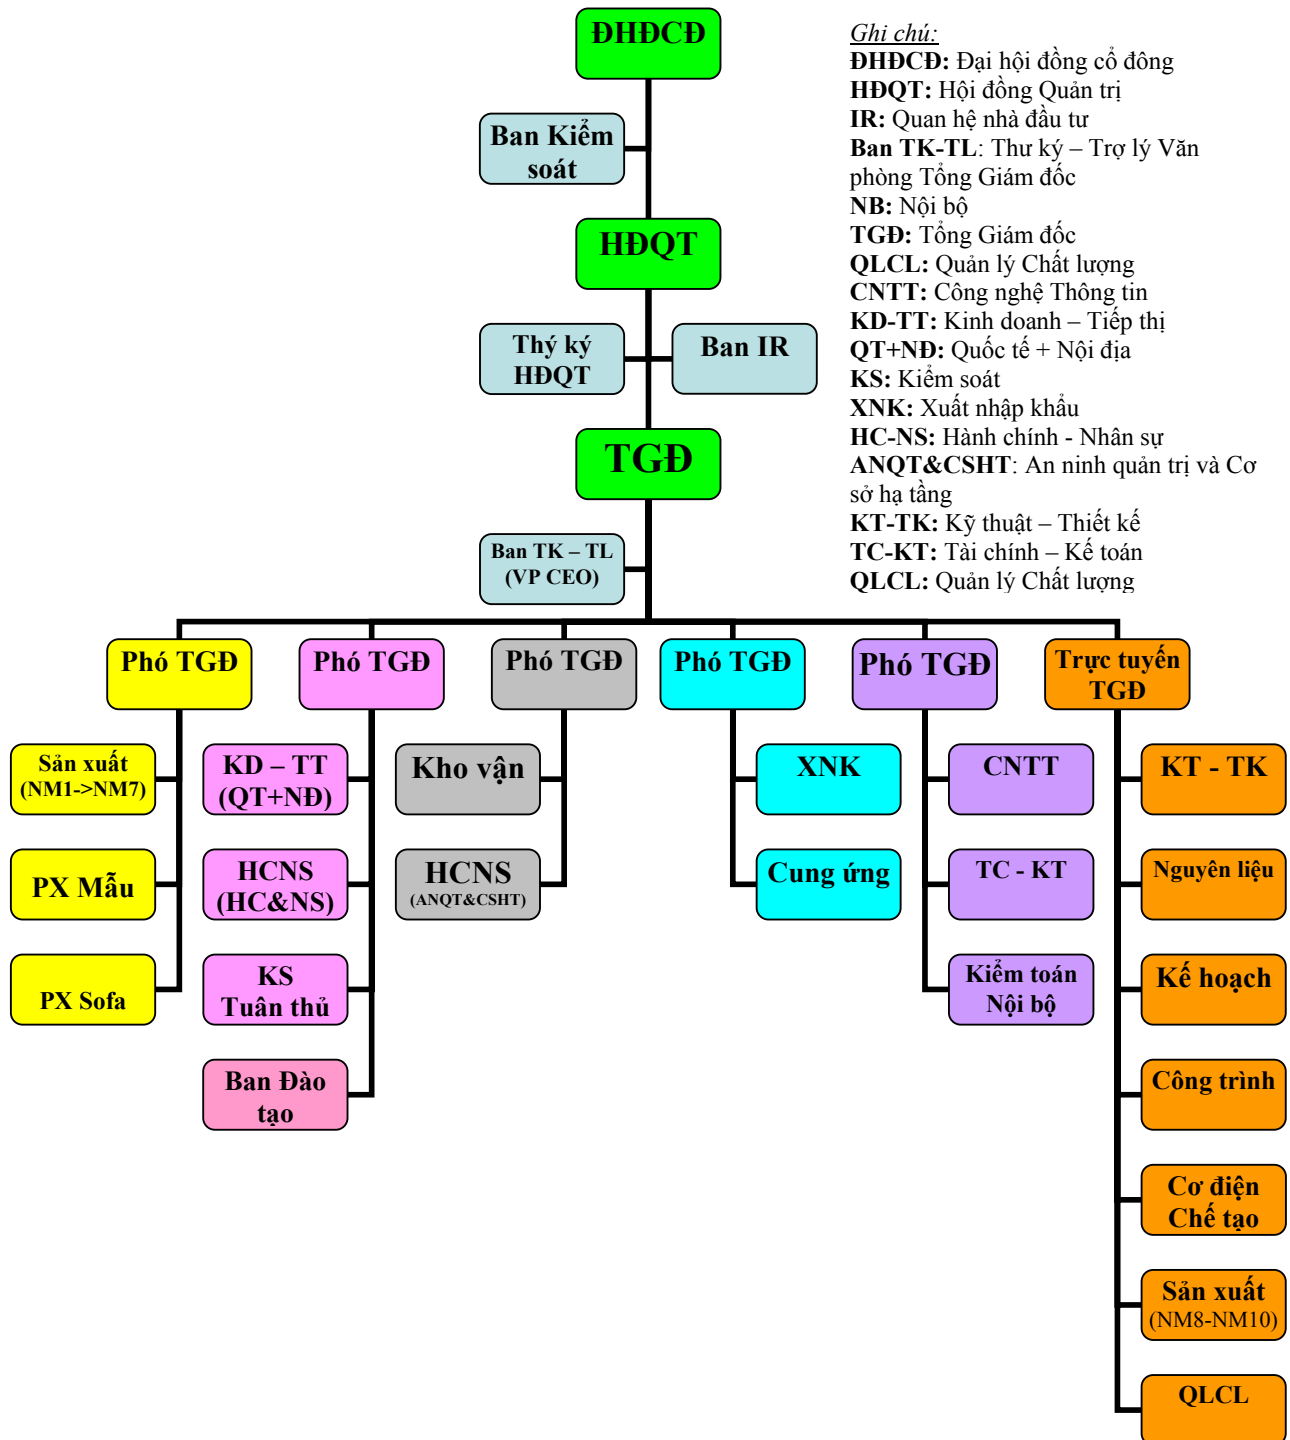 ĐHĐCĐ
Ghi chú:
ĐHĐCĐ: Đại hội đồng cổ đông
HĐQT: Hội đồng Quản trị
IR: Quan hệ nhà đầu tư
Ban TK-TL: Thư ký – Trợ lý Văn
phòng Tổng Giám đốc
NB: Nội bộ
TGĐ: Tổng Giám đốc
QLCL: Quản lý Chất lượng
CNTT: Công nghệ Thông tin
KD-TT: Kinh doanh – Tiếp thị
QT+NĐ: Quốc tế + Nội địa
KS: Kiểm soát
XNK: Xuất nhập khẩu
HC-NS: Hành chính - Nhân sự
ANQT&CSHT: An ninh quản trị và Cơ
sở hạ tầng
KT-TK: Kỹ thuật – Thiết kế
TC-KT: Tài chính – Kế toán
QLCL: Quản lý Chất lượng
Ban Kiểm
soát
HĐQT
Thý ký
HĐQT
Ban IR
TGĐ
Ban TK – TL
(VP CEO)
Phó TGĐ
Phó TGĐ
Phó TGĐ
Phó TGĐ
Phó TGĐ
Trực tuyến
TGĐ
Sản xuất
(NM1->NM7)
KD – TT
(QT+NĐ)
Kho vận
XNK
CNTT
KT - TK
PX Mẫu
HCNS
(HC&NS)
HCNS
(ANQT&CSHT)
Cung ứng
TC - KT
Nguyên liệu
PX Sofa
KS
Tuân thủ
Kiểm toán
Nội bộ
Kế hoạch
Ban Đào
tạo
Công trình
Cơ điện
Chế tạo
Sản xuất
(NM8-NM10)
QLCL